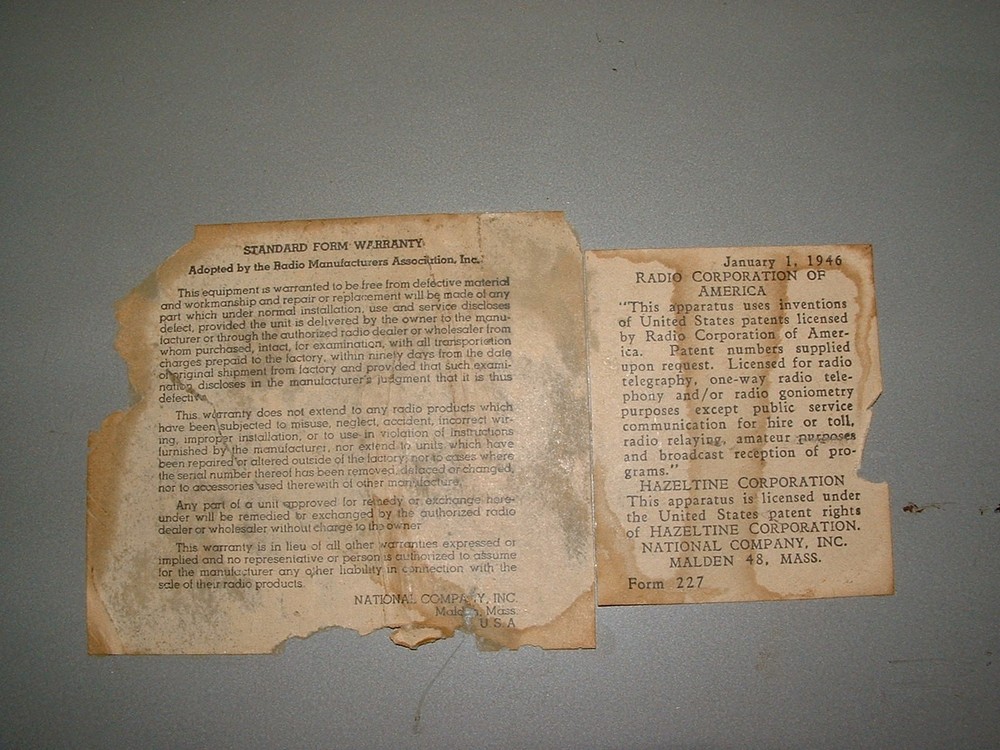 STANDARD FORM WARRANTY
Adopted by the Radio Manufacturers Association, Inc.
This equipment is warranted to be free from defective material
and workmanship and repair or replacement will be made of any
part which under normal installation, use and service discloses
defect, provided the unit is delivered by the owner to the manu-
facturer or through the authorized radio dealer or wholesaler from
whom purchased, intact, for examination, with all transportation
charges prepaid to the factory, within ninety days from the date
of original shipment from factory and provided that such exami-
nation discloses in the manufacturer's judgment that it is thus
defective.
This warranty does not extend to any radio products which
have been subjected to misuse, neglect, accident, incorrect wir-
ing, improper installation, or to use in violation of instructions
furnished by the manufacturer, nor extend to units which have
been repaired or altered outside of the factory, nor to cases where
the serial number thereof has been removed, defaced or changed,
nor to accessories used therewith of other manufacture.
Any part of a unit approved for remedy or exchange here-
under will be remedied or exchanged by the authorized radio
dealer or wholesaler without charge to the owner
This warranty is in lieu of all other warranties expressed or
implied and no representative or person is authorized to assume
for the manufacturer any other liability in connection with the
sale of their radio products.
NATIONAL COMPANY, INC.
Malden, Mass.
U.S.A
January 1, 1946
RADIO CORPORATION OF
AMERICA
"This apparatus uses inventions
of United States patents licensed
by Radio Corporation of Amer-
ica. Patent numbers supplied
upon request. Licensed for radio
telegraphy, one-way radio tele-
phony and/or radio goniometry
purposes except public service
communication for hire or toll,
radio relaying, amateur purposes
and broadcast reception of pro-
grams."
HAZELTINE CORPORATION
This apparatus is licensed under
the United States patent rights
of HAZELTINE CORPORATION.
NATIONAL COMPANY, INC.
MALDEN 48, MASS.
Form 227